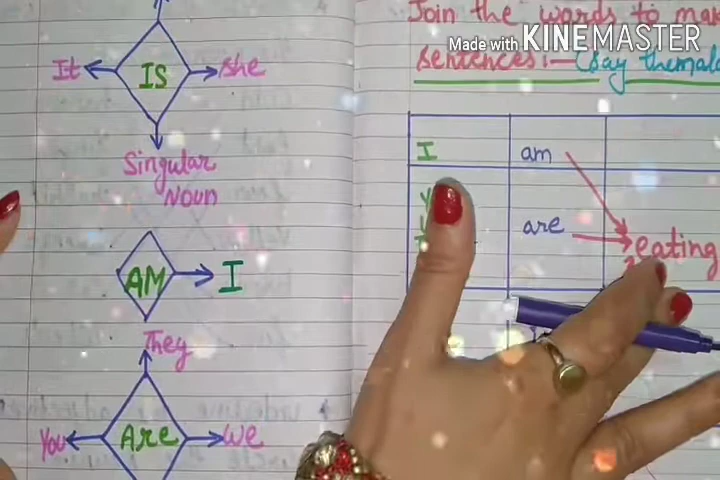 It IS she
Singular
Noun
AM I
They
You Are We
Join the words to
sentences:- (Say
I am
are eating
Made with KINEMASTER